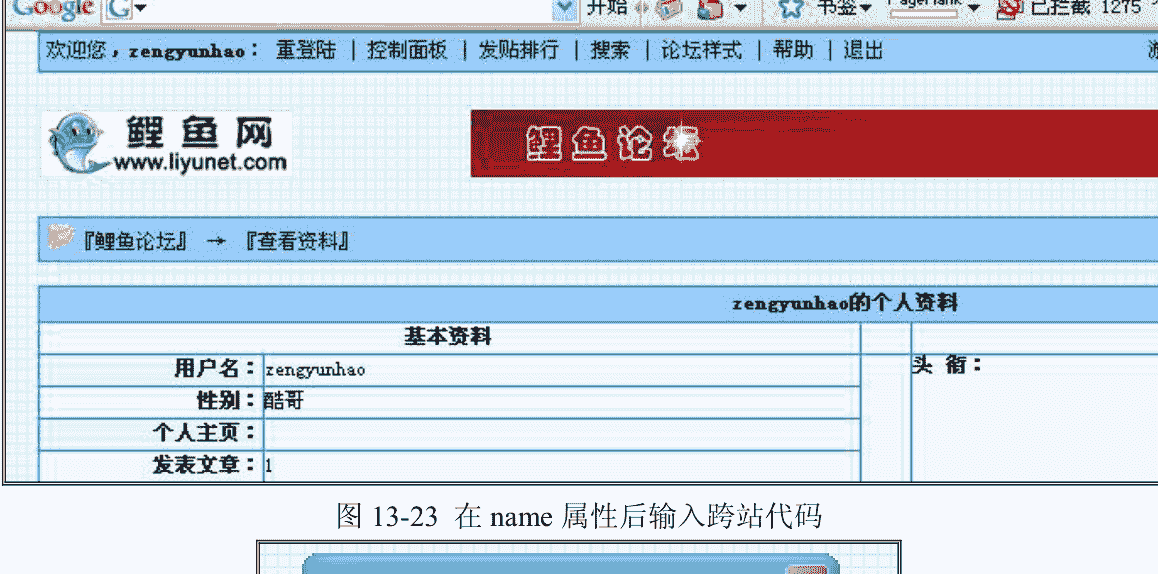 Google G 开始 书签 PageRank 已拦截 1275
欢迎您，zengyunhao： 重登陆 | 控制面板 | 发贴排行 | 搜索 | 论坛样式 | 帮助 | 退出
鲤鱼网
www.liyunet.com
鲤鱼论坛
『鲤鱼论坛』 → 『查看资料』
zengyunhao的个人资料
基本资料
用户名：zengyunhao
头 衔：
性别：酷哥
个人主页：
发表文章：1
图 13-23 在 name 属性后输入跨站代码